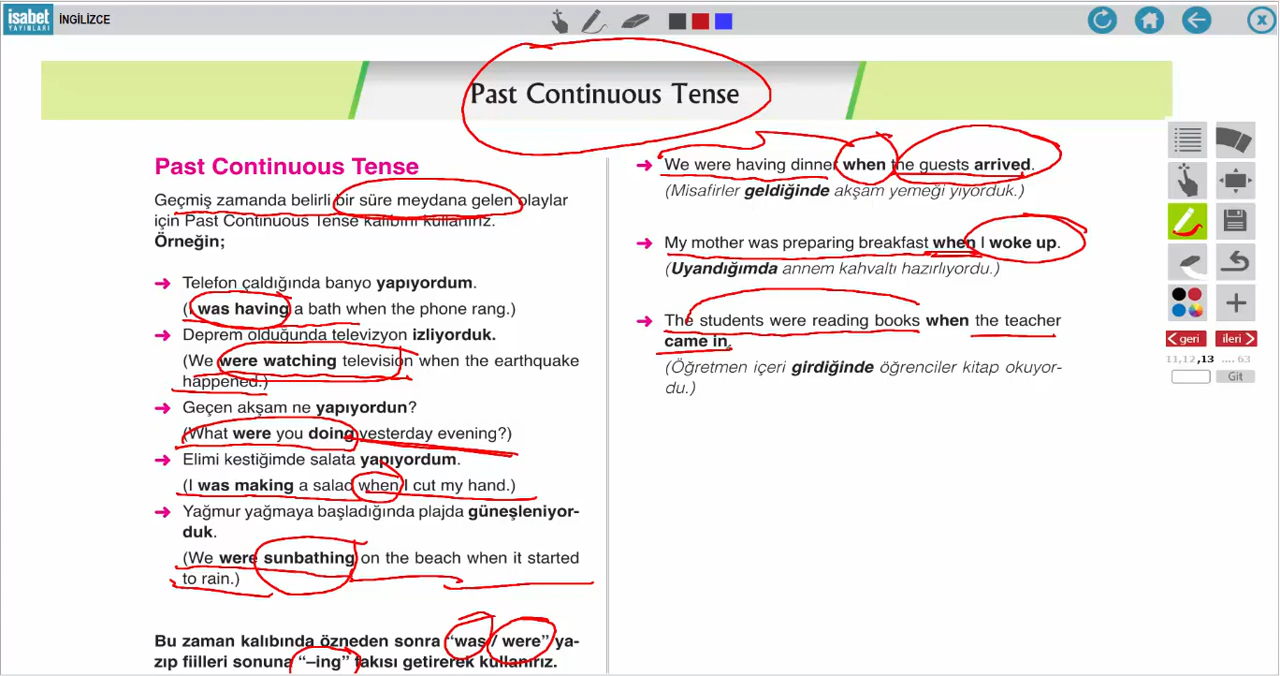 isabet
YAYINLARI
İNGİLİZCE
Past Continuous Tense
Past Continuous Tense
Geçmiş zamanda belirli bir süre meydana gelen olaylar
için Past Continuous Tense kalıbını kullanırız.
Örneğin;
➔ Telefon çaldığında banyo yapıyordum.
(I was having a bath when the phone rang.)
➔ Deprem olduğunda televizyon izliyorduk.
(We were watching television when the earthquake
happened.)
➔ Geçen akşam ne yapıyordun?
(What were you doing yesterday evening?)
➔ Elimi kestiğimde salata yapıyordum.
(I was making a salad when I cut my hand.)
➔ Yağmur yağmaya başladığında plajda güneşleniyor-
duk.
(We were sunbathing on the beach when it started
to rain.)
Bu zaman kalıbında özneden sonra “was / were” ya-
zıp fiilleri sonuna “–ing” takısı getirerek kullanırız.
➔ We were having dinner when the guests arrived.
(Misafirler geldiğinde akşam yemeği yiyorduk.)
➔ My mother was preparing breakfast when I woke up.
(Uyandığımda annem kahvaltı hazırlıyordu.)
➔ The students were reading books when the teacher
came in.
(Öğretmen içeri girdiğinde öğrenciler kitap okuyor-
du.)
geri ileri
11,12,13 .... 63
Git